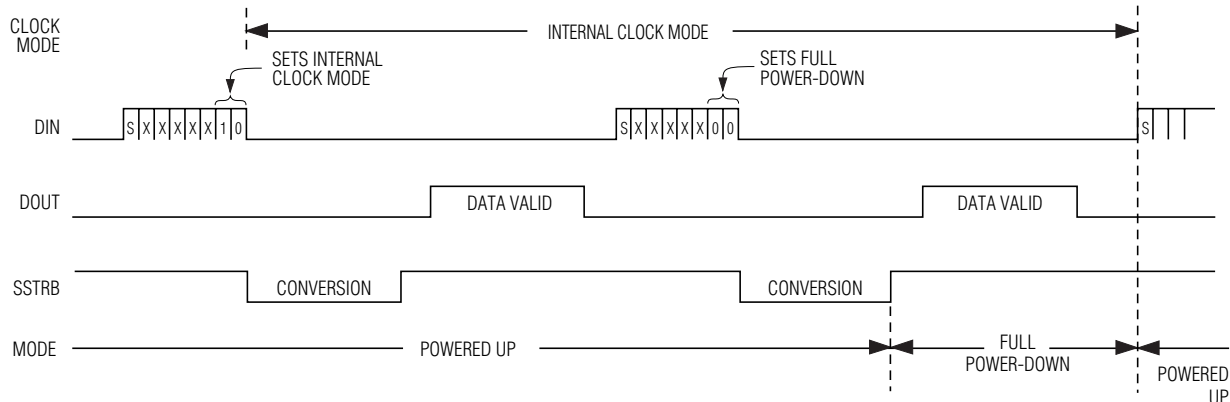 CLOCK
MODE
INTERNAL CLOCK MODE
SETS INTERNAL
CLOCK MODE
SETS FULL
POWER-DOWN
DIN
S X X X X X 1 0
S X X X X X 0 0
S
DOUT
DATA VALID
DATA VALID
SSTRB
CONVERSION
CONVERSION
MODE
POWERED UP
FULL
POWER-DOWN
POWERED
UP